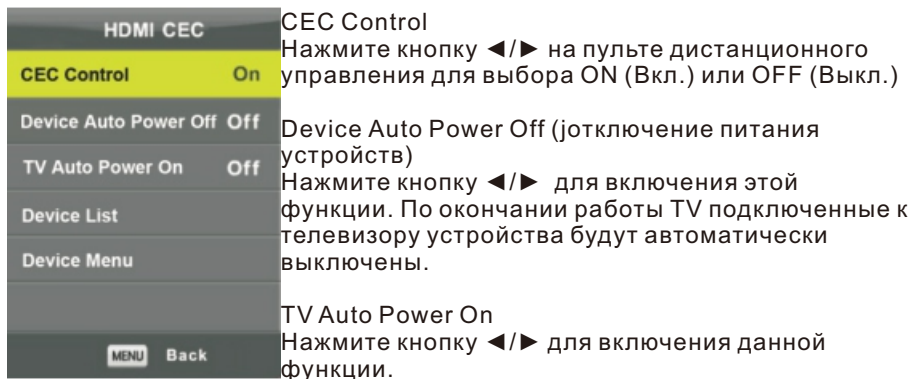 HDMI CEC
CEC Control On
Device Auto Power Off Off
TV Auto Power On Off
Device List
Device Menu
MENU Back
CEC Control
Нажмите кнопку ◄/► на пульте дистанционного
управления для выбора ON (Вкл.) или OFF (Выкл.)
Device Auto Power Off (јотключение питания
устройств)
Нажмите кнопку ◄/► для включения этой
функции. По окончании работы TV подключенные к
телевизору устройства будут автоматически
выключены.
TV Auto Power On
Нажмите кнопку ◄/► для включения данной
функции.